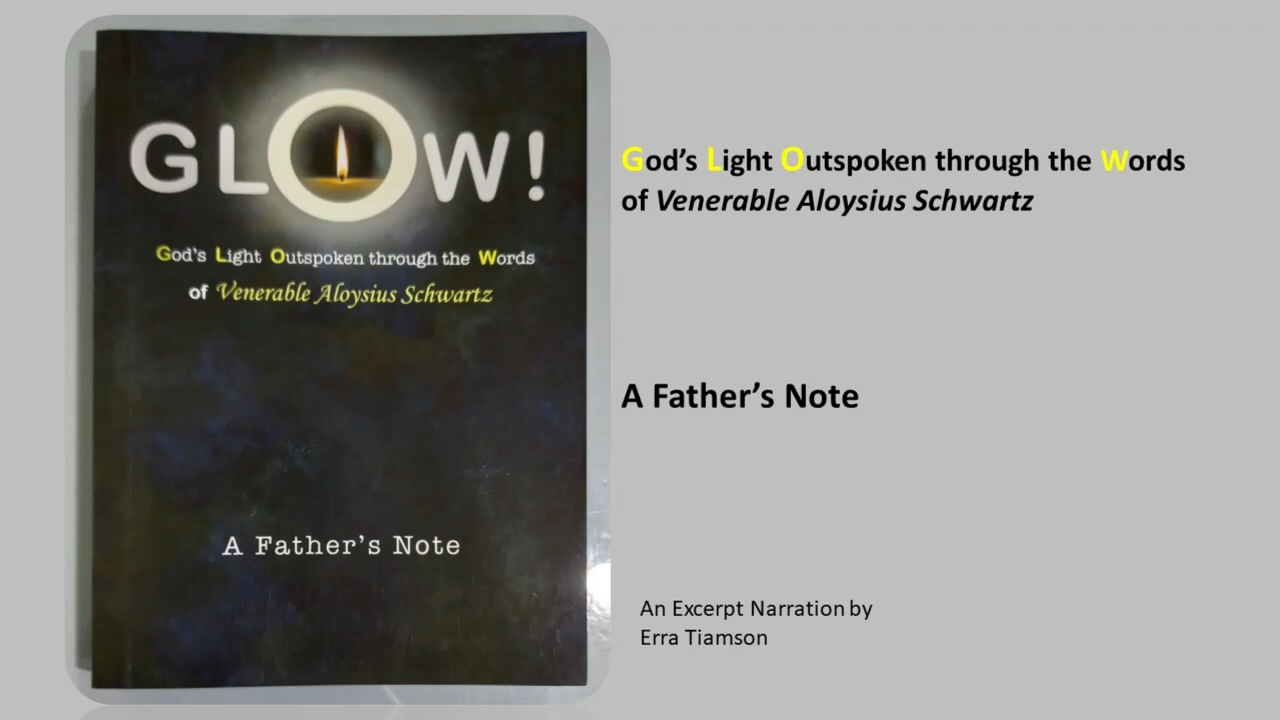 GLOW!
God's Light Outspoken through the Words
of Venerable Aloysius Schwartz
A Father's Note
God's Light Outspoken through the Words
of Venerable Aloysius Schwartz
A Father's Note
An Excerpt Narration by
Erra Tiamson